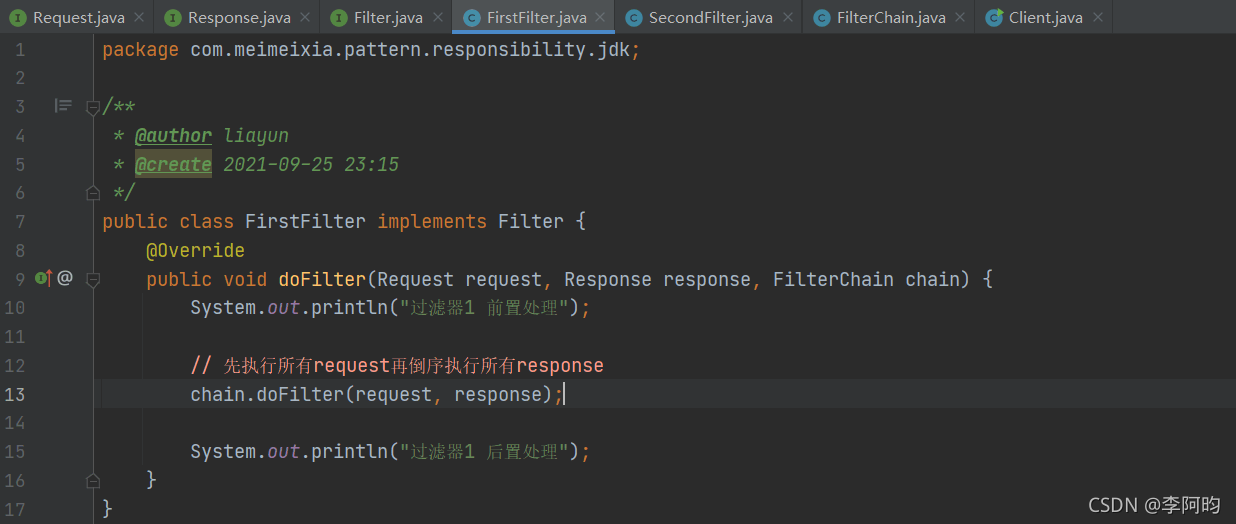 Request.java Response.java Filter.java FirstFilter.java SecondFilter.java FilterChain.java Client.java
1 package com.meimeixia.pattern.responsibility.jdk;
2
3 /**
4 * @author liayun
5 * @create 2021-09-25 23:15
6 */
7 public class FirstFilter implements Filter {
8 @Override
9 public void doFilter(Request request, Response response, FilterChain chain) {
10 System.out.println("过滤器1 前置处理");
11
12 // 先执行所有request再倒序执行所有response
13 chain.doFilter(request, response);
14
15 System.out.println("过滤器1 后置处理");
16 }
17 }
CSDN @李阿昀